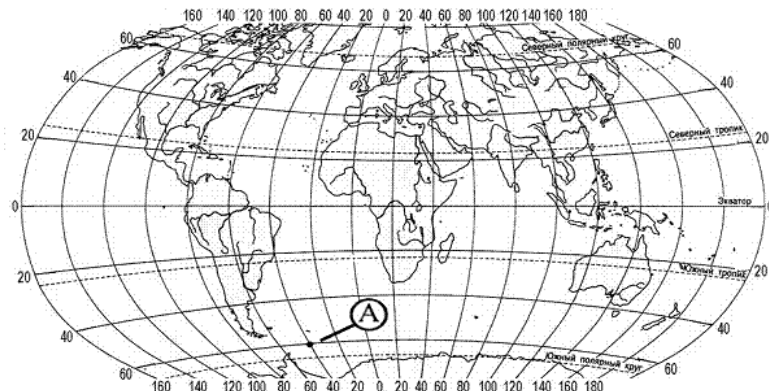 160 140 120 100 80 60 40 20 0 20 40 60 80 100 120 140 160 180
60 Северный полярный круг 60
40 40
20 Северный тропик 20
0 Экватор 0
20 Южный тропик 20
A
40 40
60 Южный полярный круг 60
160 140 120 100 80 60 40 20 0 20 40 60 80 100 120 140 160 180